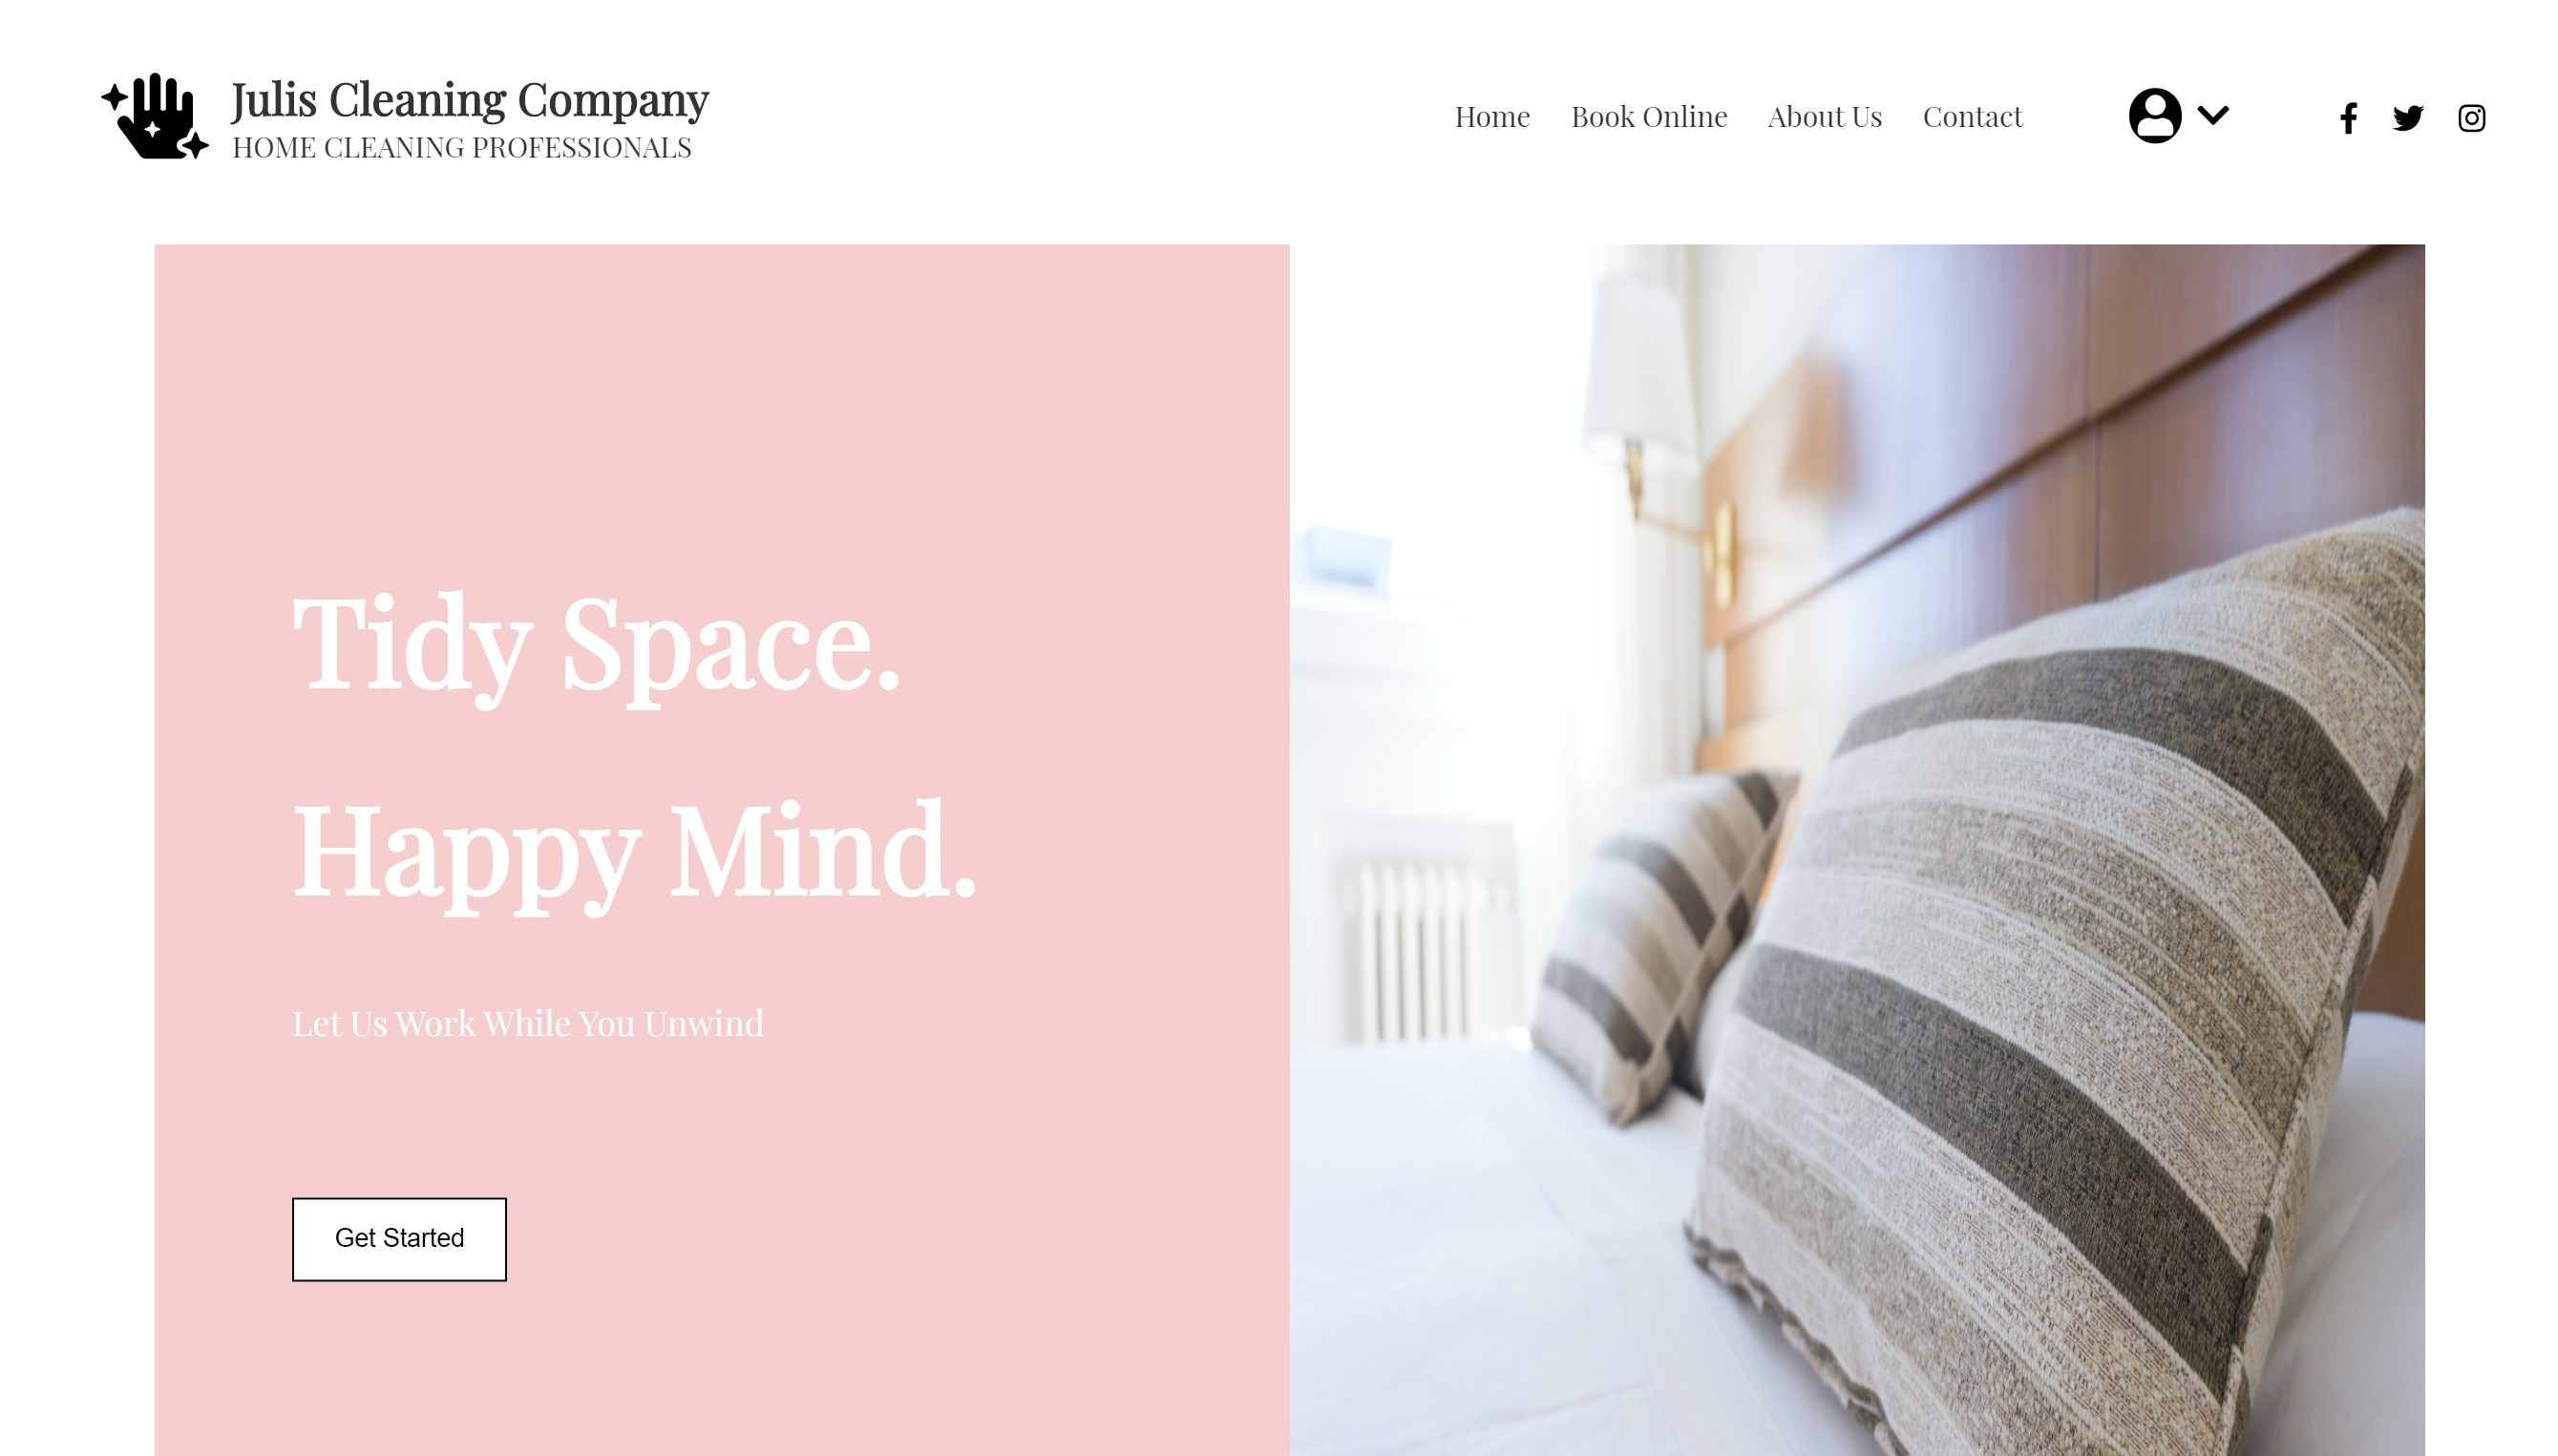 Julis Cleaning Company
HOME CLEANING PROFESSIONALS
Home Book Online About Us Contact
Tidy Space.
Happy Mind.
Let Us Work While You Unwind
Get Started